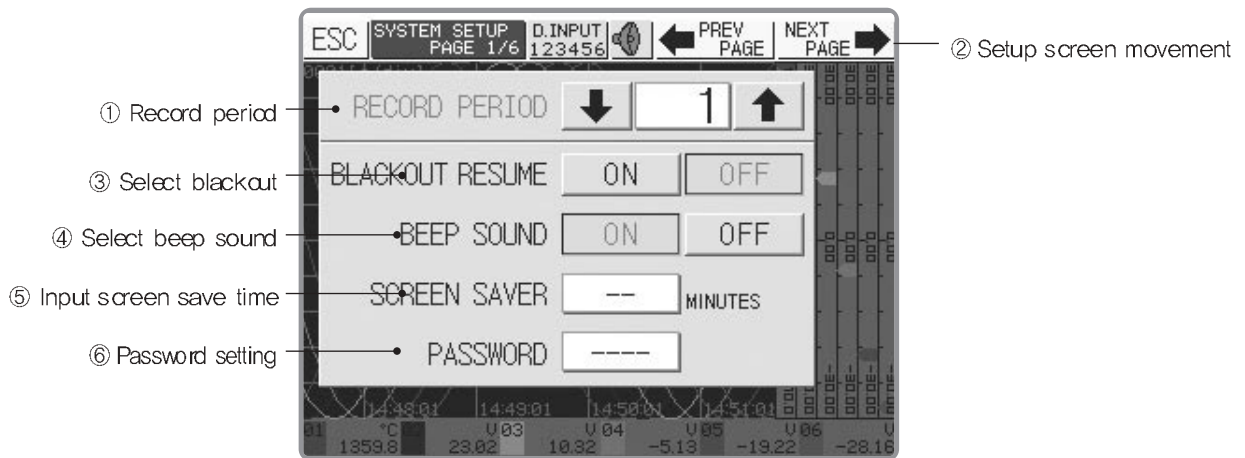 ESC SYSTEM SETUP PAGE 1/6 D.INPUT 123456 PREV PAGE NEXT PAGE
② Setup screen movement
① Record period
RECORD PERIOD 1
③ Select blackout
BLACKOUT RESUME ON OFF
④ Select beep sound
BEEP SOUND ON OFF
⑤ Input screen save time
SCREEN SAVER -- MINUTES
⑥ Password setting
PASSWORD ----
14:48:01 14:49:01 14:50:01 14:51:01
01 °C U 03 U 04 U 05 U 06 U
1359.8 23.02 10.32 -5.13 -19.22 -28.16